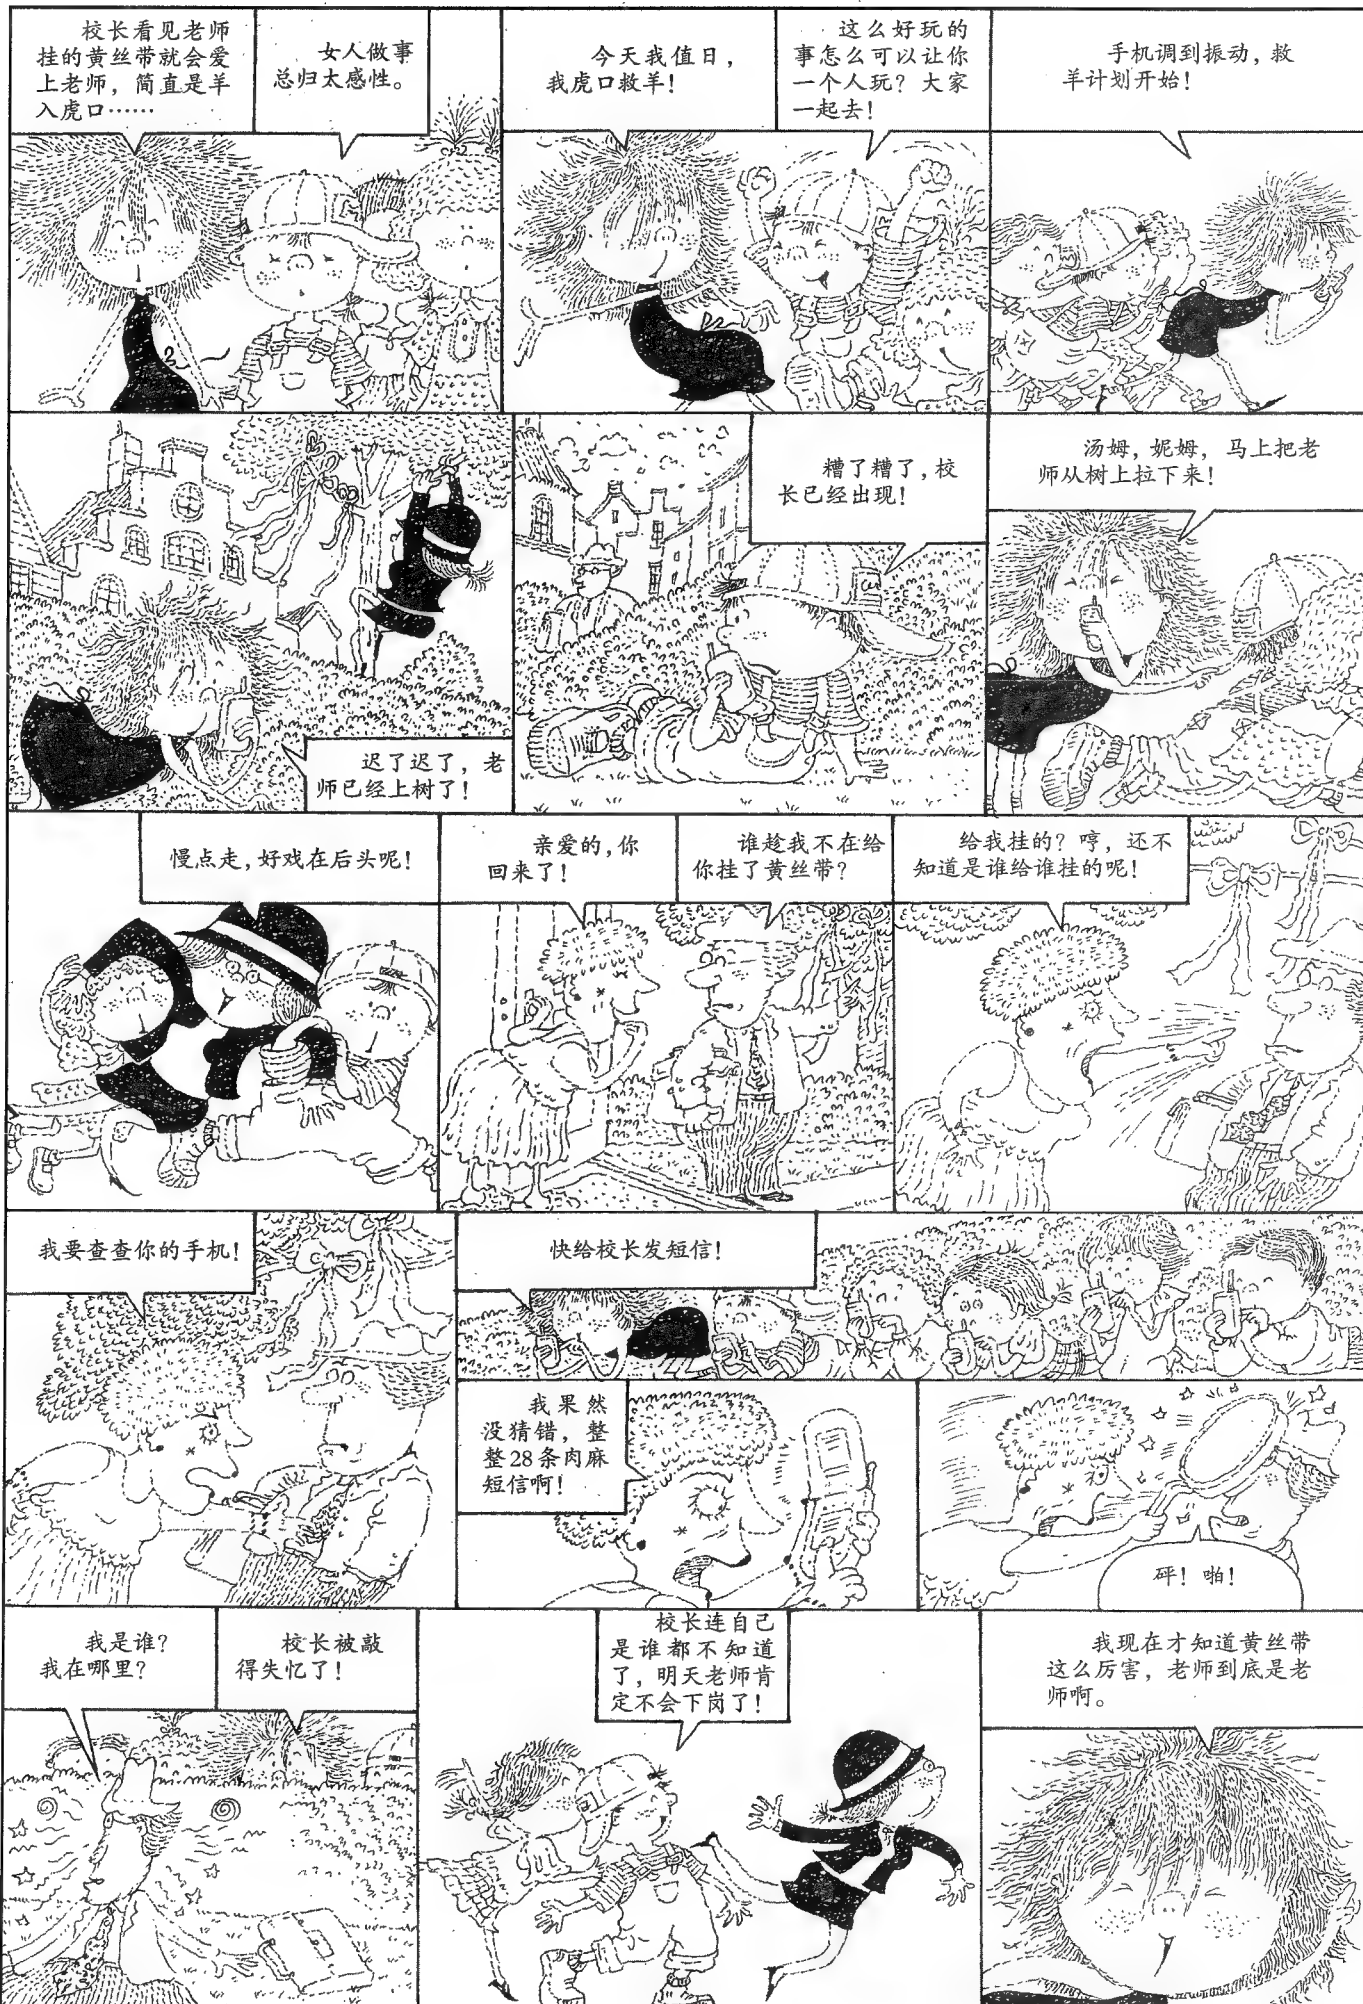 校长看见老师
挂的黄丝带就会爱
上老师，简直是羊
入虎口……
女人做事
总归太感性。
今天我值日，
我虎口救羊！
这么好玩的
事怎么可以让你
一个人玩？大家
一起去！
手机调到振动，救
羊计划开始！
迟了迟了，老
师已经上树了！
糟了糟了，校
长已经出现！
汤姆，妮姆，马上把老
师从树上拉下来！
慢点走，好戏在后头呢！
亲爱的，你
回来了！
谁趁我不在给
你挂了黄丝带？
给我挂的？哼，还不
知道是谁给谁挂的呢！
我要查查你的手机！
快给校长发短信！
我果然
没猜错，整
整28条肉麻
短信啊！
砰！啪！
我是谁？
我在哪里？
校长被敲
得失忆了！
校长连自己
是谁都不知道
了，明天老师肯
定不会下岗了！
我现在才知道黄丝带
这么厉害，老师到底是老
师啊。